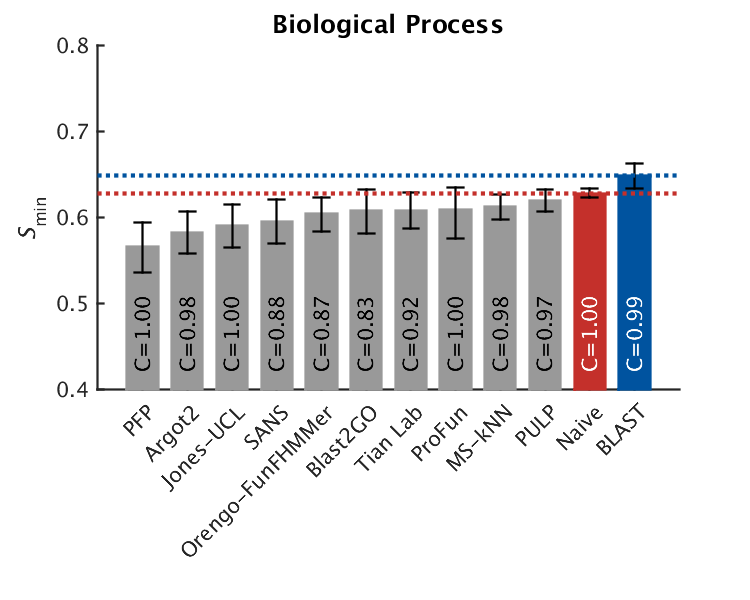 Biological Process
0.8
0.7
0.6
0.5
0.4
Smin
C=1.00
C=0.98
C=1.00
C=0.88
C=0.87
C=0.83
C=0.92
C=1.00
C=0.98
C=0.97
C=1.00
C=0.99
PFP
Argot2
Jones-UCL
SANS
Orengo-FunFHMMer
Blast2GO
Tian Lab
ProFun
MS-kNN
PULP
Naive
BLAST